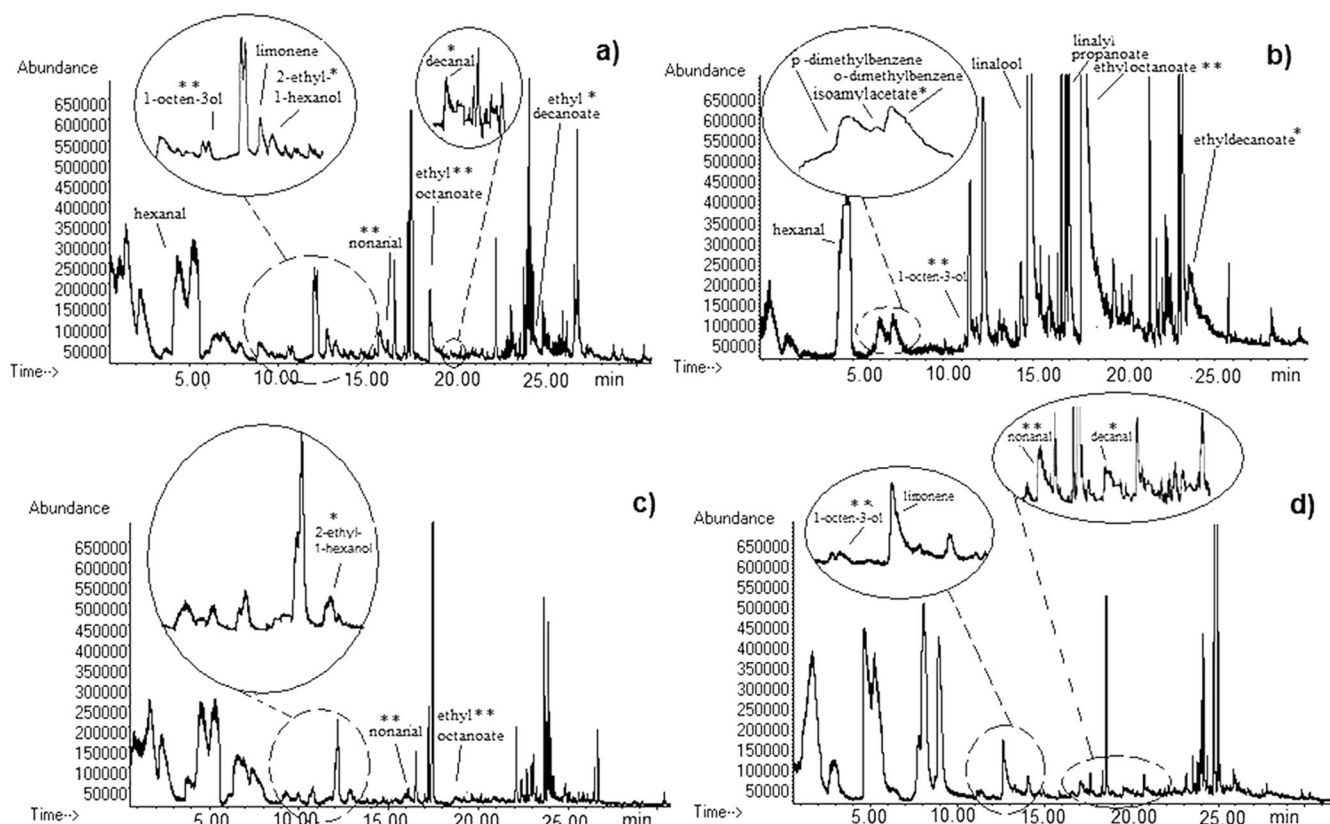 a)
Abundance
* *
1-octen-3ol
limonene
2-ethyl-*
1-hexanol
*
decanal
ethyl *
decanoate
ethyl * *
octanoate
* *
nonanal
hexanal
650000
600000
550000
500000
450000
400000
350000
300000
250000
200000
150000
100000
50000
Time-->
5.00 10.00 15.00 20.00 25.00 min
b)
Abundance
p-dimethylbenzene
o-dimethylbenzene
isoamylacetate*
linalool
linalyl
propanoate
ethyloctanoate * *
ethyldecanoate*
hexanal
* *
1-octen-3-ol
650000
600000
550000
500000
450000
400000
350000
300000
250000
200000
150000
100000
50000
Time-->
5.00 10.00 15.00 20.00 25.00 min
c)
Abundance
*
2-ethyl-
1-hexanol
* *
nonanal
ethyl * *
octanoate
650000
600000
550000
500000
450000
400000
350000
300000
250000
200000
150000
100000
50000
Time-->
5.00 10.00 15.00 20.00 25.00 min
d)
Abundance
* *
nonanal
*
decanal
* *
1-octen-3-ol
limonene
650000
600000
550000
500000
450000
400000
350000
300000
250000
200000
150000
100000
50000
Time-->
5.00 10.00 15.00 20.00 25.00 min